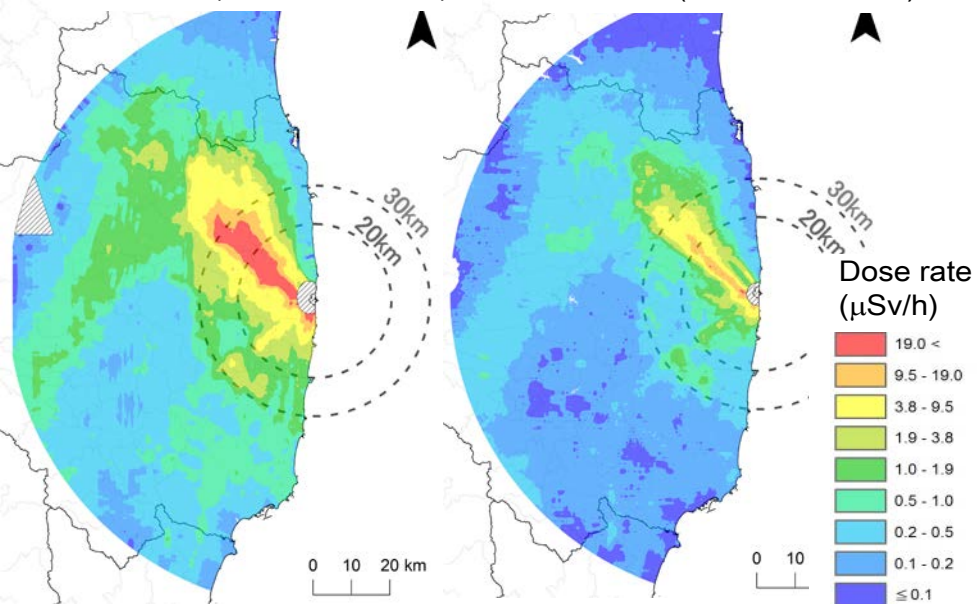 30km
20km
0 10 20 km
30km
20km
0 10
Dose rate
(μSv/h)
19.0 <
9.5 - 19.0
3.8 - 9.5
1.9 - 3.8
1.0 - 1.9
0.5 - 1.0
0.2 - 0.5
0.1 - 0.2
≦0.1